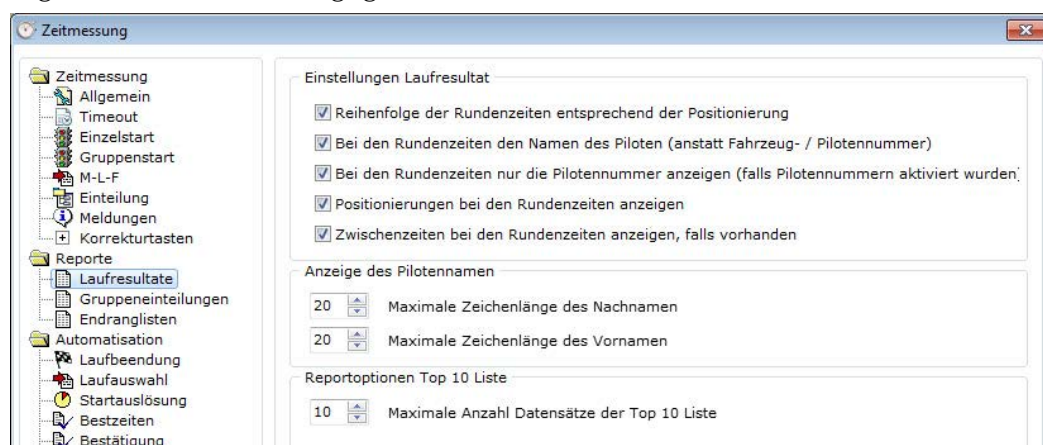 Zeitmessung
Zeitmessung
Allgemein
Timeout
Einzelstart
Gruppenstart
M-L-F
Einteilung
Meldungen
Korrekturtasten
Reporte
Laufresultate
Gruppeneinteilungen
Endranglisten
Automatisation
Laufbeendung
Laufauswahl
Startauslösung
Bestzeiten
Bestätigung
Einstellungen Laufresultat
Reihenfolge der Rundenzeiten entsprechend der Positionierung
Bei den Rundenzeiten den Namen des Piloten (anstatt Fahrzeug- / Pilotennummer)
Bei den Rundenzeiten nur die Pilotennummer anzeigen (falls Pilotennummern aktiviert wurden)
Positionierungen bei den Rundenzeiten anzeigen
Zwischenzeiten bei den Rundenzeiten anzeigen, falls vorhanden
Anzeige des Pilotennamen
20 Maximale Zeichenlänge des Nachnamen
20 Maximale Zeichenlänge des Vornamen
Reportoptionen Top 10 Liste
10 Maximale Anzahl Datensätze der Top 10 Liste